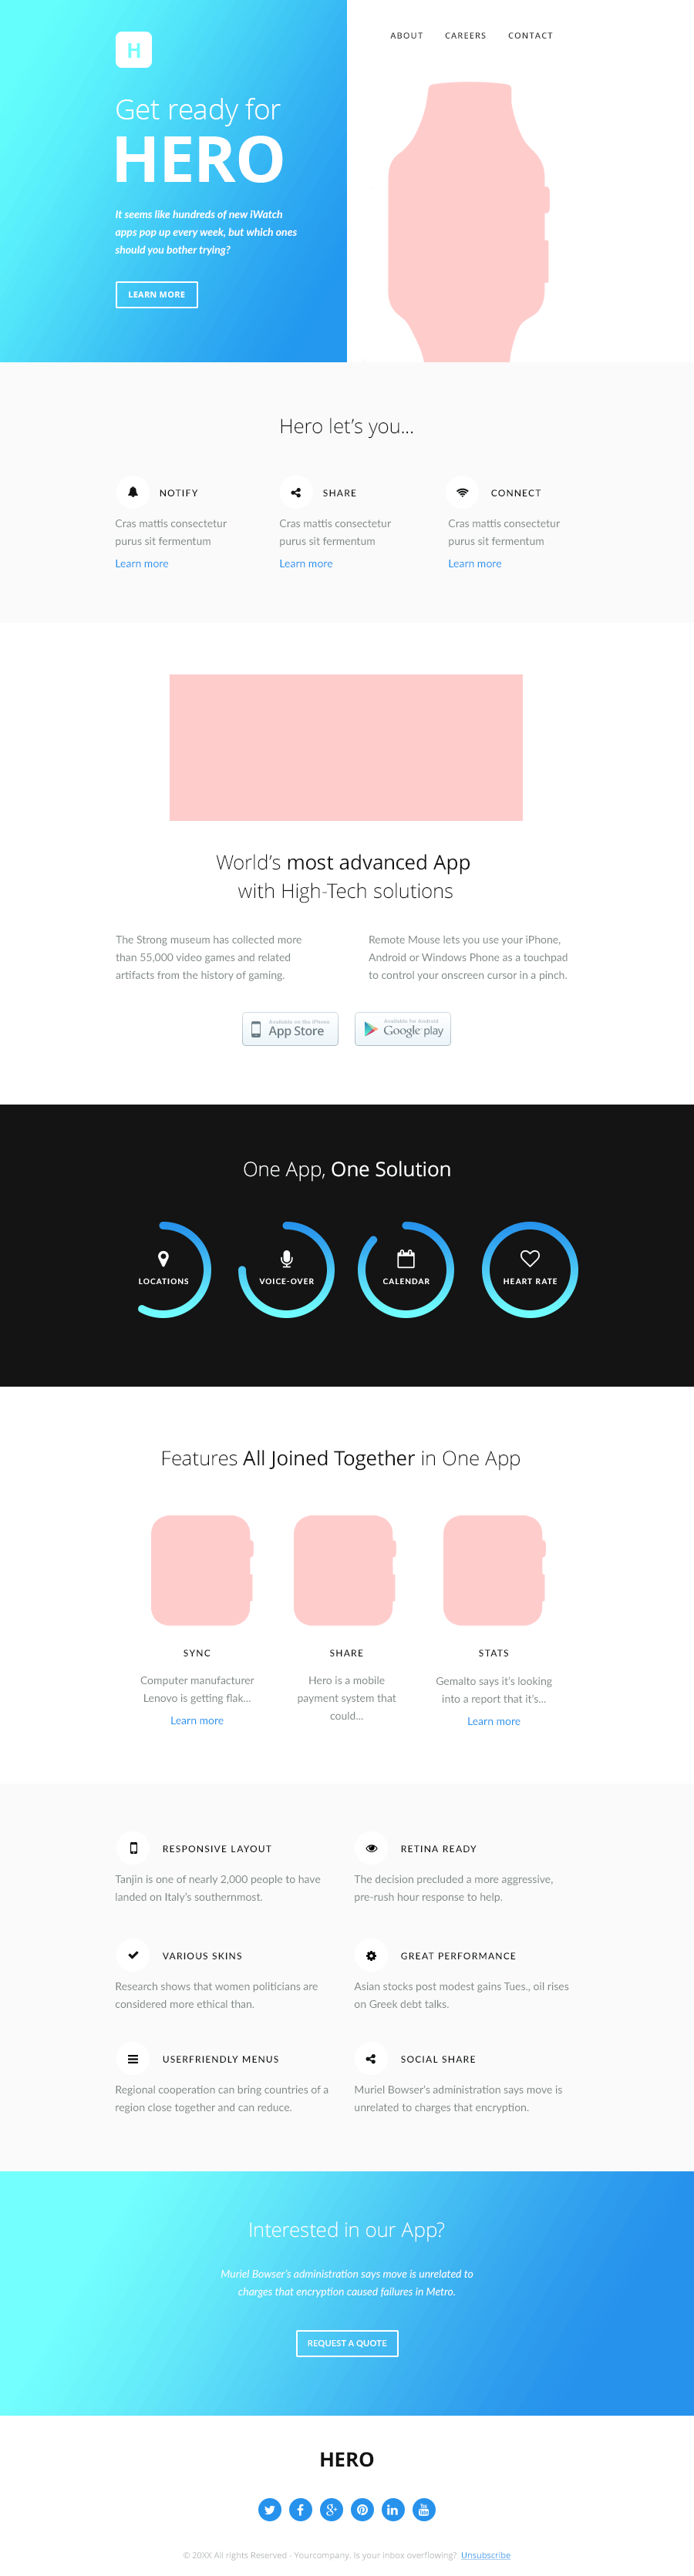 H
ABOUT CAREERS CONTACT
Get ready for
HERO
It seems like hundreds of new iWatch
apps pop up every week, but which ones
should you bother trying?
LEARN MORE
Hero let's you...
NOTIFY
Cras mattis consectetur
purus sit fermentum
Learn more
SHARE
Cras mattis consectetur
purus sit fermentum
Learn more
CONNECT
Cras mattis consectetur
purus sit fermentum
Learn more
World's most advanced App
with High-Tech solutions
The Strong museum has collected more
than 55,000 video games and related
artifacts from the history of gaming.
Remote Mouse lets you use your iPhone,
Android or Windows Phone as a touchpad
to control your onscreen cursor in a pinch.
Available on the iPhone
App Store
Available for Android
Google play
One App, One Solution
LOCATIONS
VOICE-OVER
CALENDAR
HEART RATE
Features All Joined Together in One App
SYNC
Computer manufacturer
Lenovo is getting flak...
Learn more
SHARE
Hero is a mobile
payment system that
could...
STATS
Gemalto says it's looking
into a report that it's...
Learn more
RESPONSIVE LAYOUT
Tanjin is one of nearly 2,000 people to have
landed on Italy's southernmost.
RETINA READY
The decision precluded a more aggressive,
pre-rush hour response to help.
VARIOUS SKINS
Research shows that women politicians are
considered more ethical than.
GREAT PERFORMANCE
Asian stocks post modest gains Tues., oil rises
on Greek debt talks.
USERFRIENDLY MENUS
Regional cooperation can bring countries of a
region close together and can reduce.
SOCIAL SHARE
Muriel Bowser's administration says move is
unrelated to charges that encryption.
Interested in our App?
Muriel Bowser's administration says move is unrelated to
charges that encryption caused failures in Metro.
REQUEST A QUOTE
HERO
© 20XX All rights Reserved - Yourcompany. Is your inbox overflowing? Unsubscribe